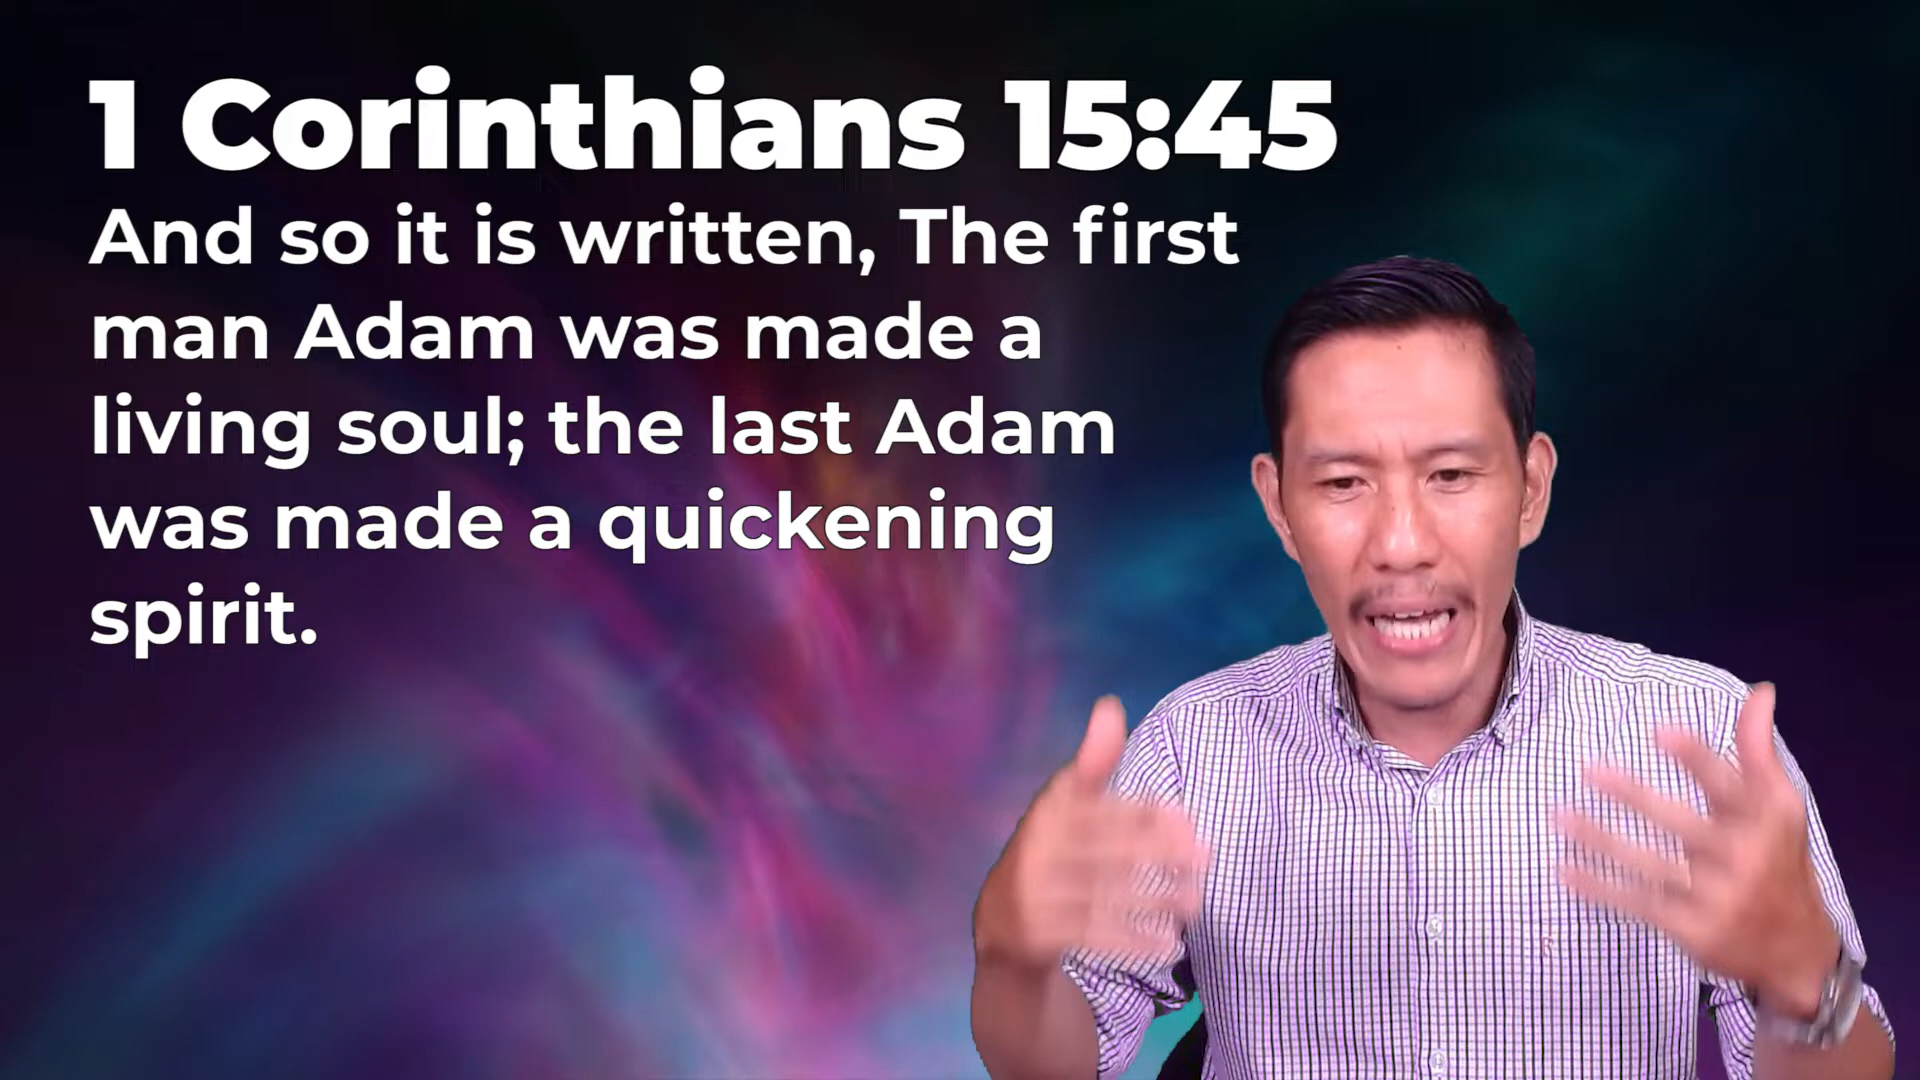 1 Corinthians 15:45
And so it is written, The first
man Adam was made a
living soul; the last Adam
was made a quickening
spirit.